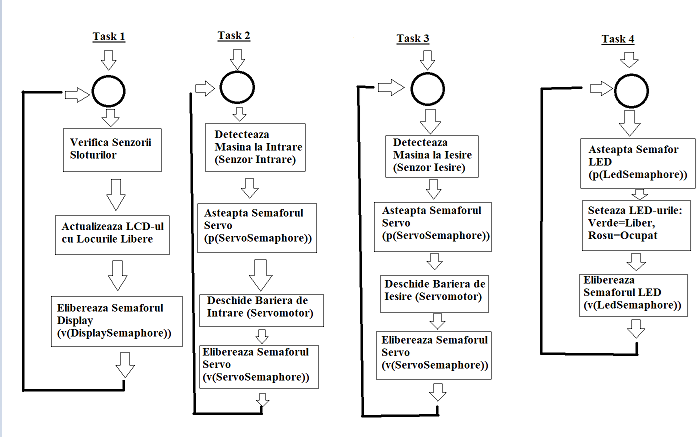 Task 1
Verifica Senzorii
Sloturilor
Actualizeaza LCD-ul
cu Locurile Libere
Elibereaza Semaforul
Display
(v(DisplaySemaphore))
Task 2
Detecteaza
Masina la Intrare
(Senzor Intrare)
Asteapta Semaforul
Servo
(p(ServoSemaphore))
Deschide Bariera de
Intrare (Servomotor)
Elibereaza Semaforul
Servo
(v(ServoSemaphore))
Task 3
Detecteaza
Masina la Iesire
(Senzor Iesire)
Asteapta Semaforul
Servo
(p(ServoSemaphore))
Deschide Bariera de
Iesire (Servomotor)
Elibereaza Semaforul
Servo
(v(ServoSemaphore))
Task 4
Asteapta Semafor
LED
(p(LedSemaphore))
Seteaza LED-urile:
Verde=Liber,
Rosu=Ocupat
Elibereaza
Semaforul LED
(v(LedSemaphore))